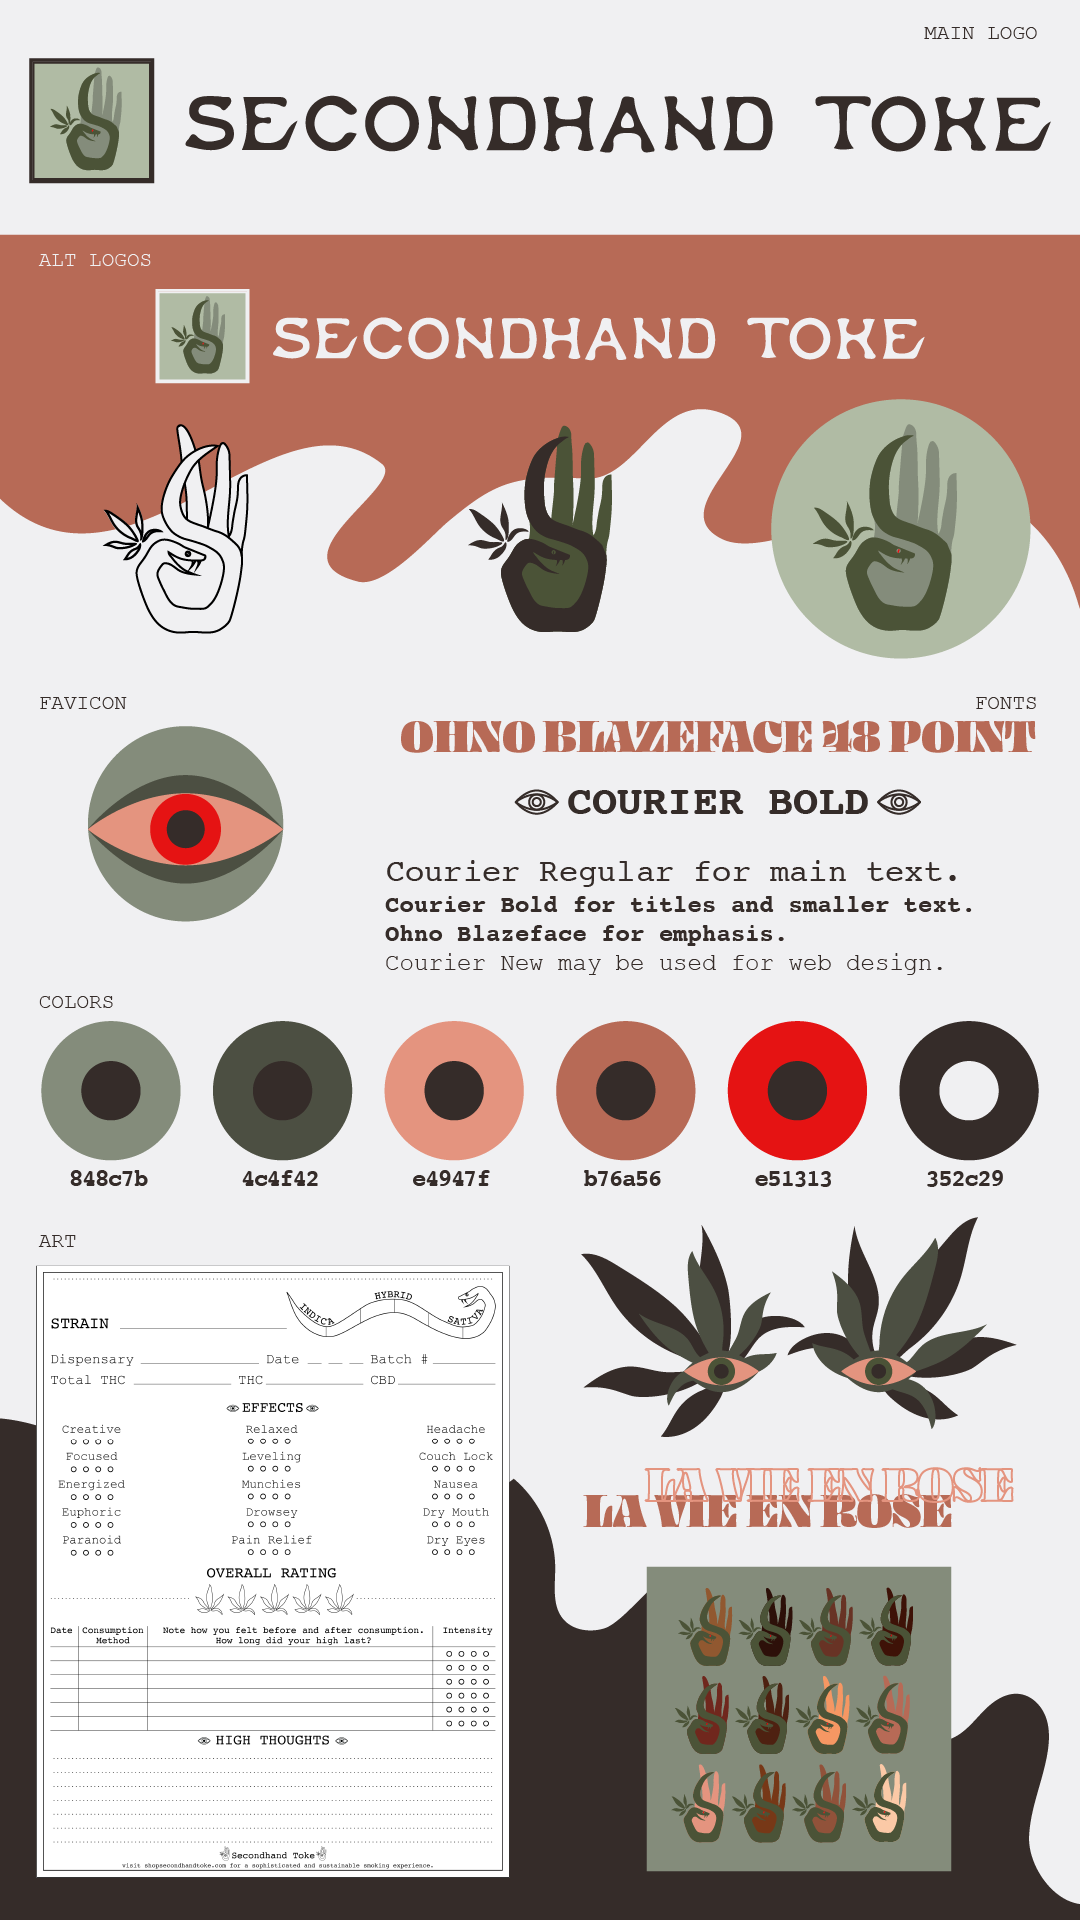 MAIN LOGO
SECONDHAND TOKE
ALT LOGOS
SECONDHAND TOKE
FAVICON
FONTS
OHNO BLAZEFACE 48 POINT
COURIER BOLD
Courier Regular for main text.
Courier Bold for titles and smaller text.
Ohno Blazeface for emphasis.
Courier New may be used for web design.
COLORS
848c7b 4c4f42 e4947f b76a56 e51313 352c29
ART
INDICA HYBRID SATIVA
STRAIN
Dispensary Date Batch #
Total THC THC CBD
EFFECTS
Creative Relaxed Headache
Focused Leveling Couch Lock
Energized Munchies Nausea
Euphoric Drowsey Dry Mouth
Paranoid Pain Relief Dry Eyes
OVERALL RATING
Date Consumption Method Note how you felt before and after consumption. Intensity
How long did your high last?
HIGH THOUGHTS
Secondhand Toke
visit shopsecondhandtoke.com for a sophisticated and sustainable smoking experience.
LA VIE EN ROSE
LA VIE EN ROSE